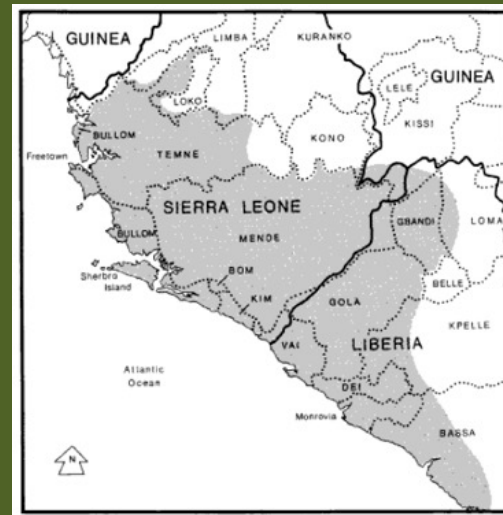 GUINEA
LIMBA
KURANKO
GUINEA
LELE
LOKO
KISSI
BULLOM
KONO
Freetown
TEMNE
SIERRA LEONE
GBANDI
LOMA
BULLOM
MENDE
Sherbro
Island
BOM
BELLE
KIM
GOLA
KPELLE
VAI
LIBERIA
Atlantic
Ocean
DEI
Monrovia
BASSA
N